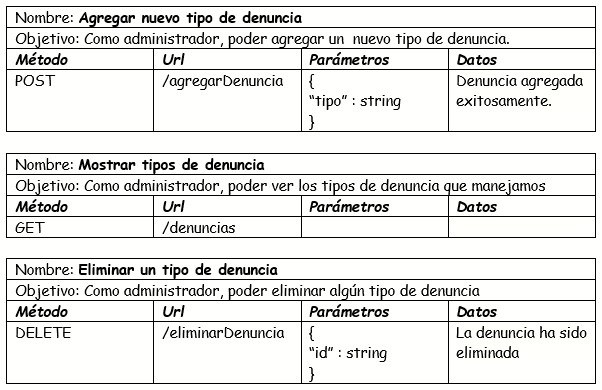 Nombre: Agregar nuevo tipo de denuncia
Objetivo: Como administrador, poder agregar un nuevo tipo de denuncia.
Método Url Parámetros Datos
POST /agregarDenuncia { Denuncia agregada
“tipo” : string exitosamente.
}
Nombre: Mostrar tipos de denuncia
Objetivo: Como administrador, poder ver los tipos de denuncia que manejamos
Método Url Parámetros Datos
GET /denuncias
Nombre: Eliminar un tipo de denuncia
Objetivo: Como administrador, poder eliminar algún tipo de denuncia
Método Url Parámetros Datos
DELETE /eliminarDenuncia { La denuncia ha sido
“id” : string eliminada
}